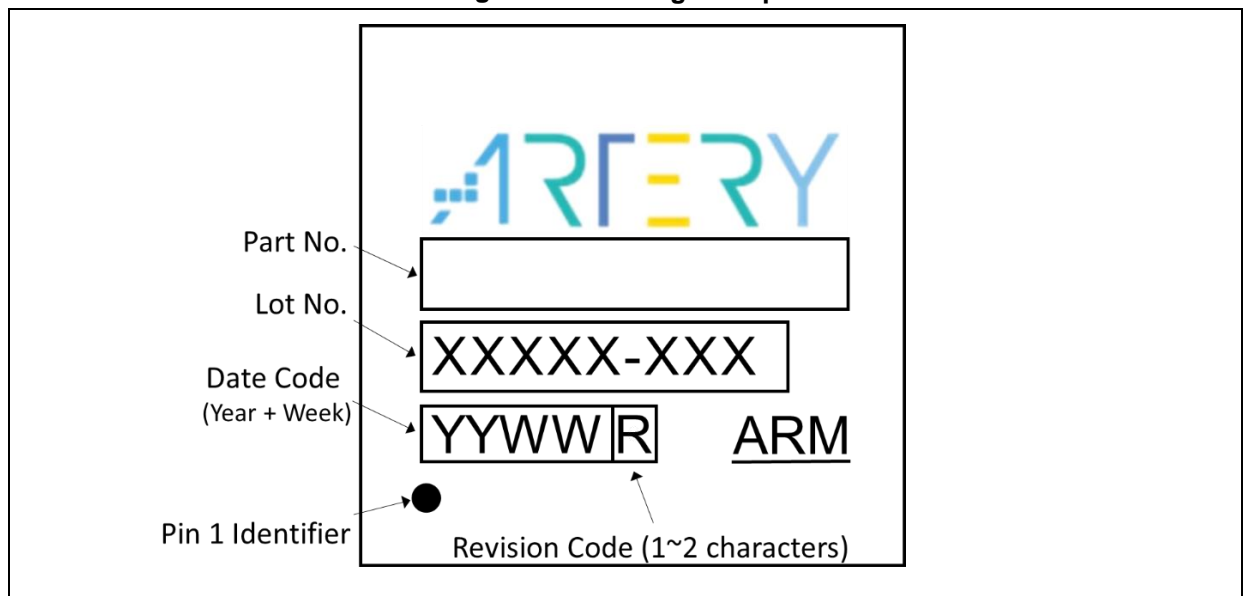 ARTERY
Part No.
Lot No.
XXXXX-XXX
Date Code
(Year + Week)
YYWW R
ARM
Pin 1 Identifier
Revision Code (1~2 characters)